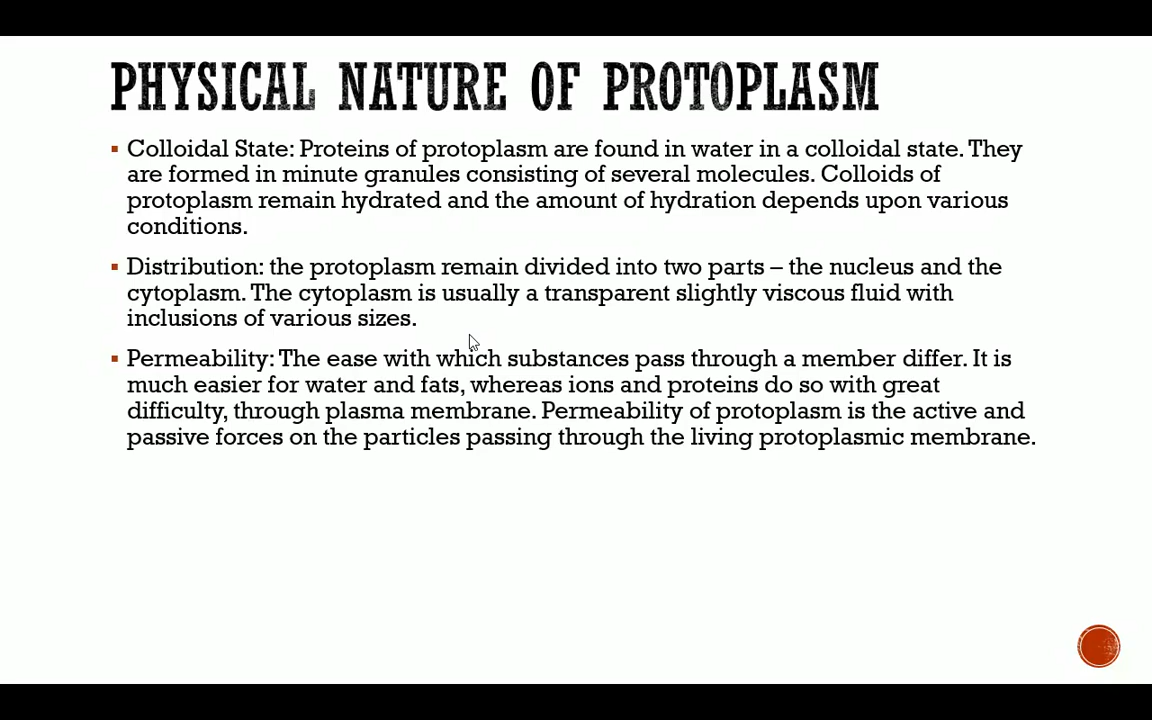 PHYSICAL NATURE OF PROTOPLASM
▪ Colloidal State: Proteins of protoplasm are found in water in a colloidal state. They
are formed in minute granules consisting of several molecules. Colloids of
protoplasm remain hydrated and the amount of hydration depends upon various
conditions.
▪ Distribution: the protoplasm remain divided into two parts – the nucleus and the
cytoplasm. The cytoplasm is usually a transparent slightly viscous fluid with
inclusions of various sizes.
▪ Permeability: The ease with which substances pass through a member differ. It is
much easier for water and fats, whereas ions and proteins do so with great
difficulty, through plasma membrane. Permeability of protoplasm is the active and
passive forces on the particles passing through the living protoplasmic membrane.